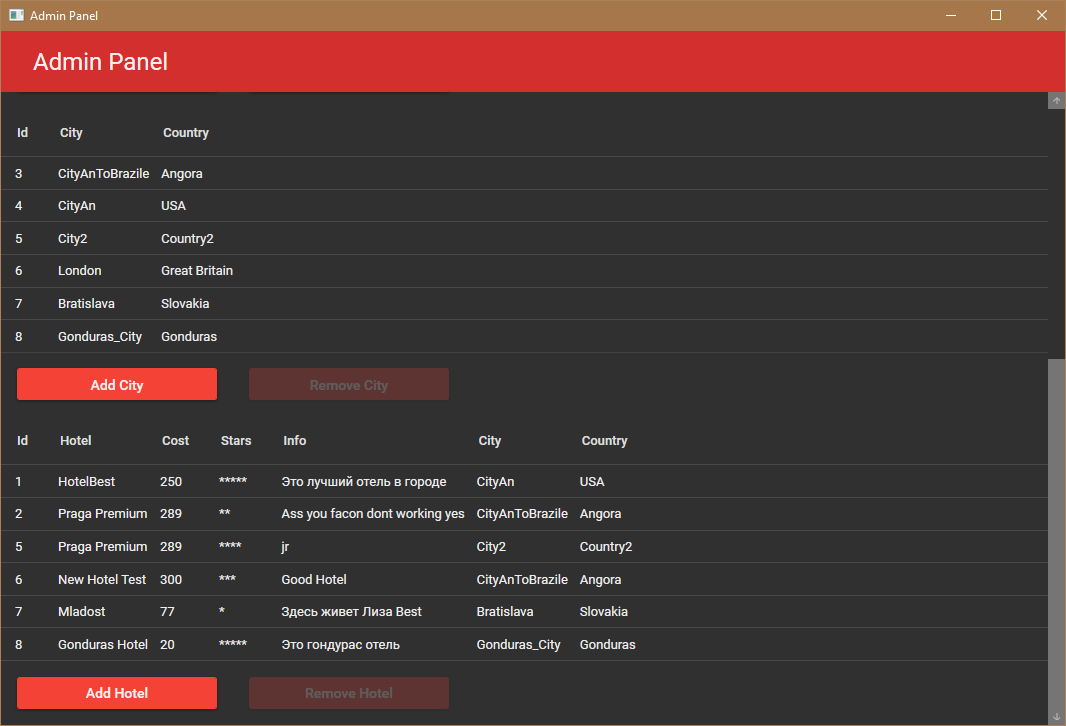 Admin Panel
Admin Panel
Id City Country
3 CityAnToBrazile Angora
4 CityAn USA
5 City2 Country2
6 London Great Britain
7 Bratislava Slovakia
8 Gonduras_City Gonduras
Add City Remove City
Id Hotel Cost Stars Info City Country
1 HotelBest 250 ***** Это лучший отель в городе CityAn USA
2 Praga Premium 289 ** Ass you facon dont working yes CityAnToBrazile Angora
5 Praga Premium 289 **** jr City2 Country2
6 New Hotel Test 300 *** Good Hotel CityAnToBrazile Angora
7 Mladost 77 * Здесь живет Лиза Best Bratislava Slovakia
8 Gonduras Hotel 20 ***** Это гондурас отель Gonduras_City Gonduras
Add Hotel Remove Hotel